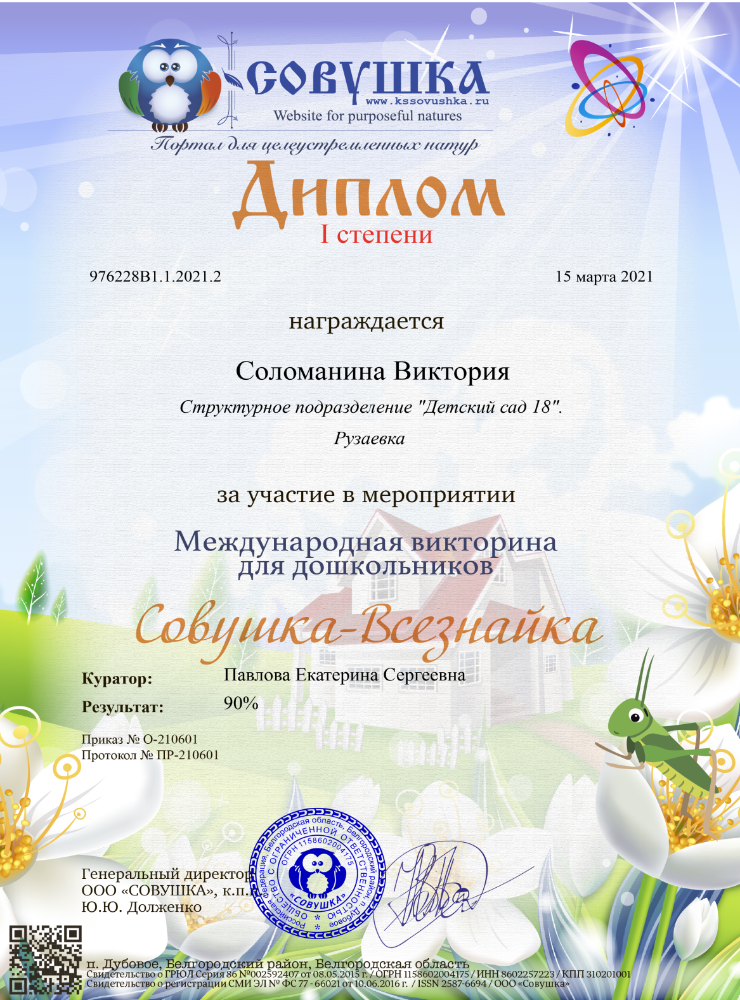 СОВУШКА
www.kssovushka.ru
Website for purposeful natures
Портал для целеустремленных натур
Диплом
I степени
976228В1.1.2021.2
15 марта 2021
награждается
Соломанина Виктория
Структурное подразделение "Детский сад 18".
Рузаевка
за участие в мероприятии
Международная викторина
для дошкольников
Совушка-Всезнайка
Куратор: Павлова Екатерина Сергеевна
Результат: 90%
Приказ № О-210601
Протокол № ПР-210601
Российская Федерация, Белгородская область, Белгородский район, п. Дубовое
ОБЩЕСТВО С ОГРАНИЧЕННОЙ ОТВЕТСТВЕННОСТЬЮ
ОГРН 1158602004175
«СОВУШКА»
Генеральный директор
ООО «СОВУШКА», к.п.н.
Ю.Ю. Долженко
п. Дубовое, Белгородский район, Белгородская область
Свидетельство о ГРЮЛ Серия 86 №002592407 от 08.05.2015 г. / ОГРН 1158602004175 / ИНН 8602257223 / КПП 310201001
Свидетельство о регистрации СМИ ЭЛ № ФС 77 - 66021 от 10.06.2016 г. / ISSN 2587-6694 / ООО «Совушка»